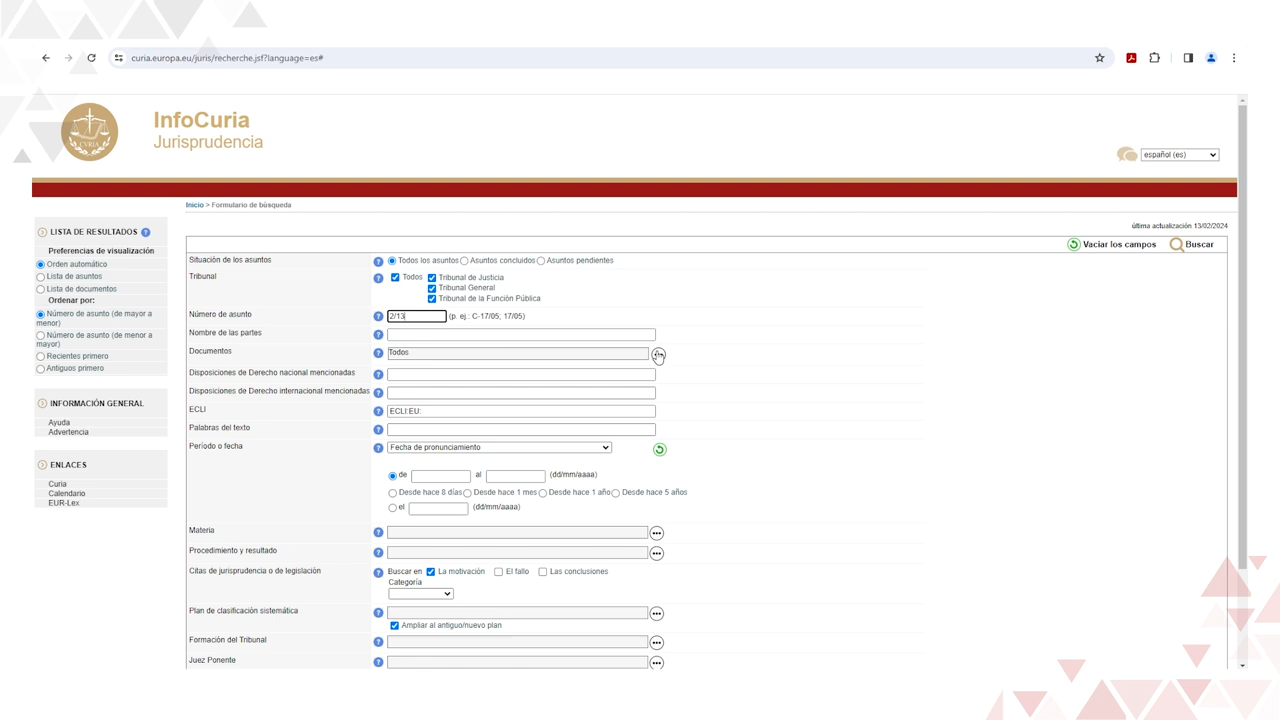 curia.europa.eu/juris/recherche.jsf?language=es#
CVRIA
InfoCuria
Jurisprudencia
español (es)
Inicio > Formulario de búsqueda
última actualización 13/02/2024
LISTA DE RESULTADOS ?
Preferencias de visualización
Orden automático
Lista de asuntos
Lista de documentos
Ordenar por:
Número de asunto (de mayor a
menor)
Número de asunto (de menor a
mayor)
Recientes primero
Antiguos primero
INFORMACIÓN GENERAL
Ayuda
Advertencia
ENLACES
Curia
Calendario
EUR-Lex
Vaciar los campos Buscar
Situación de los asuntos ? Todos los asuntos Asuntos concluidos Asuntos pendientes
Tribunal ? Todos Tribunal de Justicia
Tribunal General
Tribunal de la Función Pública
Número de asunto ? 2/13 (p. ej.: C-17/05; 17/05)
Nombre de las partes ?
Documentos ? Todos
Disposiciones de Derecho nacional mencionadas ?
Disposiciones de Derecho internacional mencionadas ?
ECLI ? ECLI:EU:
Palabras del texto ?
Período o fecha ? Fecha de pronunciamiento
de al (dd/mm/aaaa)
Desde hace 8 días Desde hace 1 mes Desde hace 1 año Desde hace 5 años
el (dd/mm/aaaa)
Materia ?
Procedimiento y resultado ?
Citas de jurisprudencia o de legislación ? Buscar en La motivación El fallo Las conclusiones
Categoría
Plan de clasificación sistemática ?
Ampliar al antiguo/nuevo plan
Formación del Tribunal ?
Juez Ponente ?